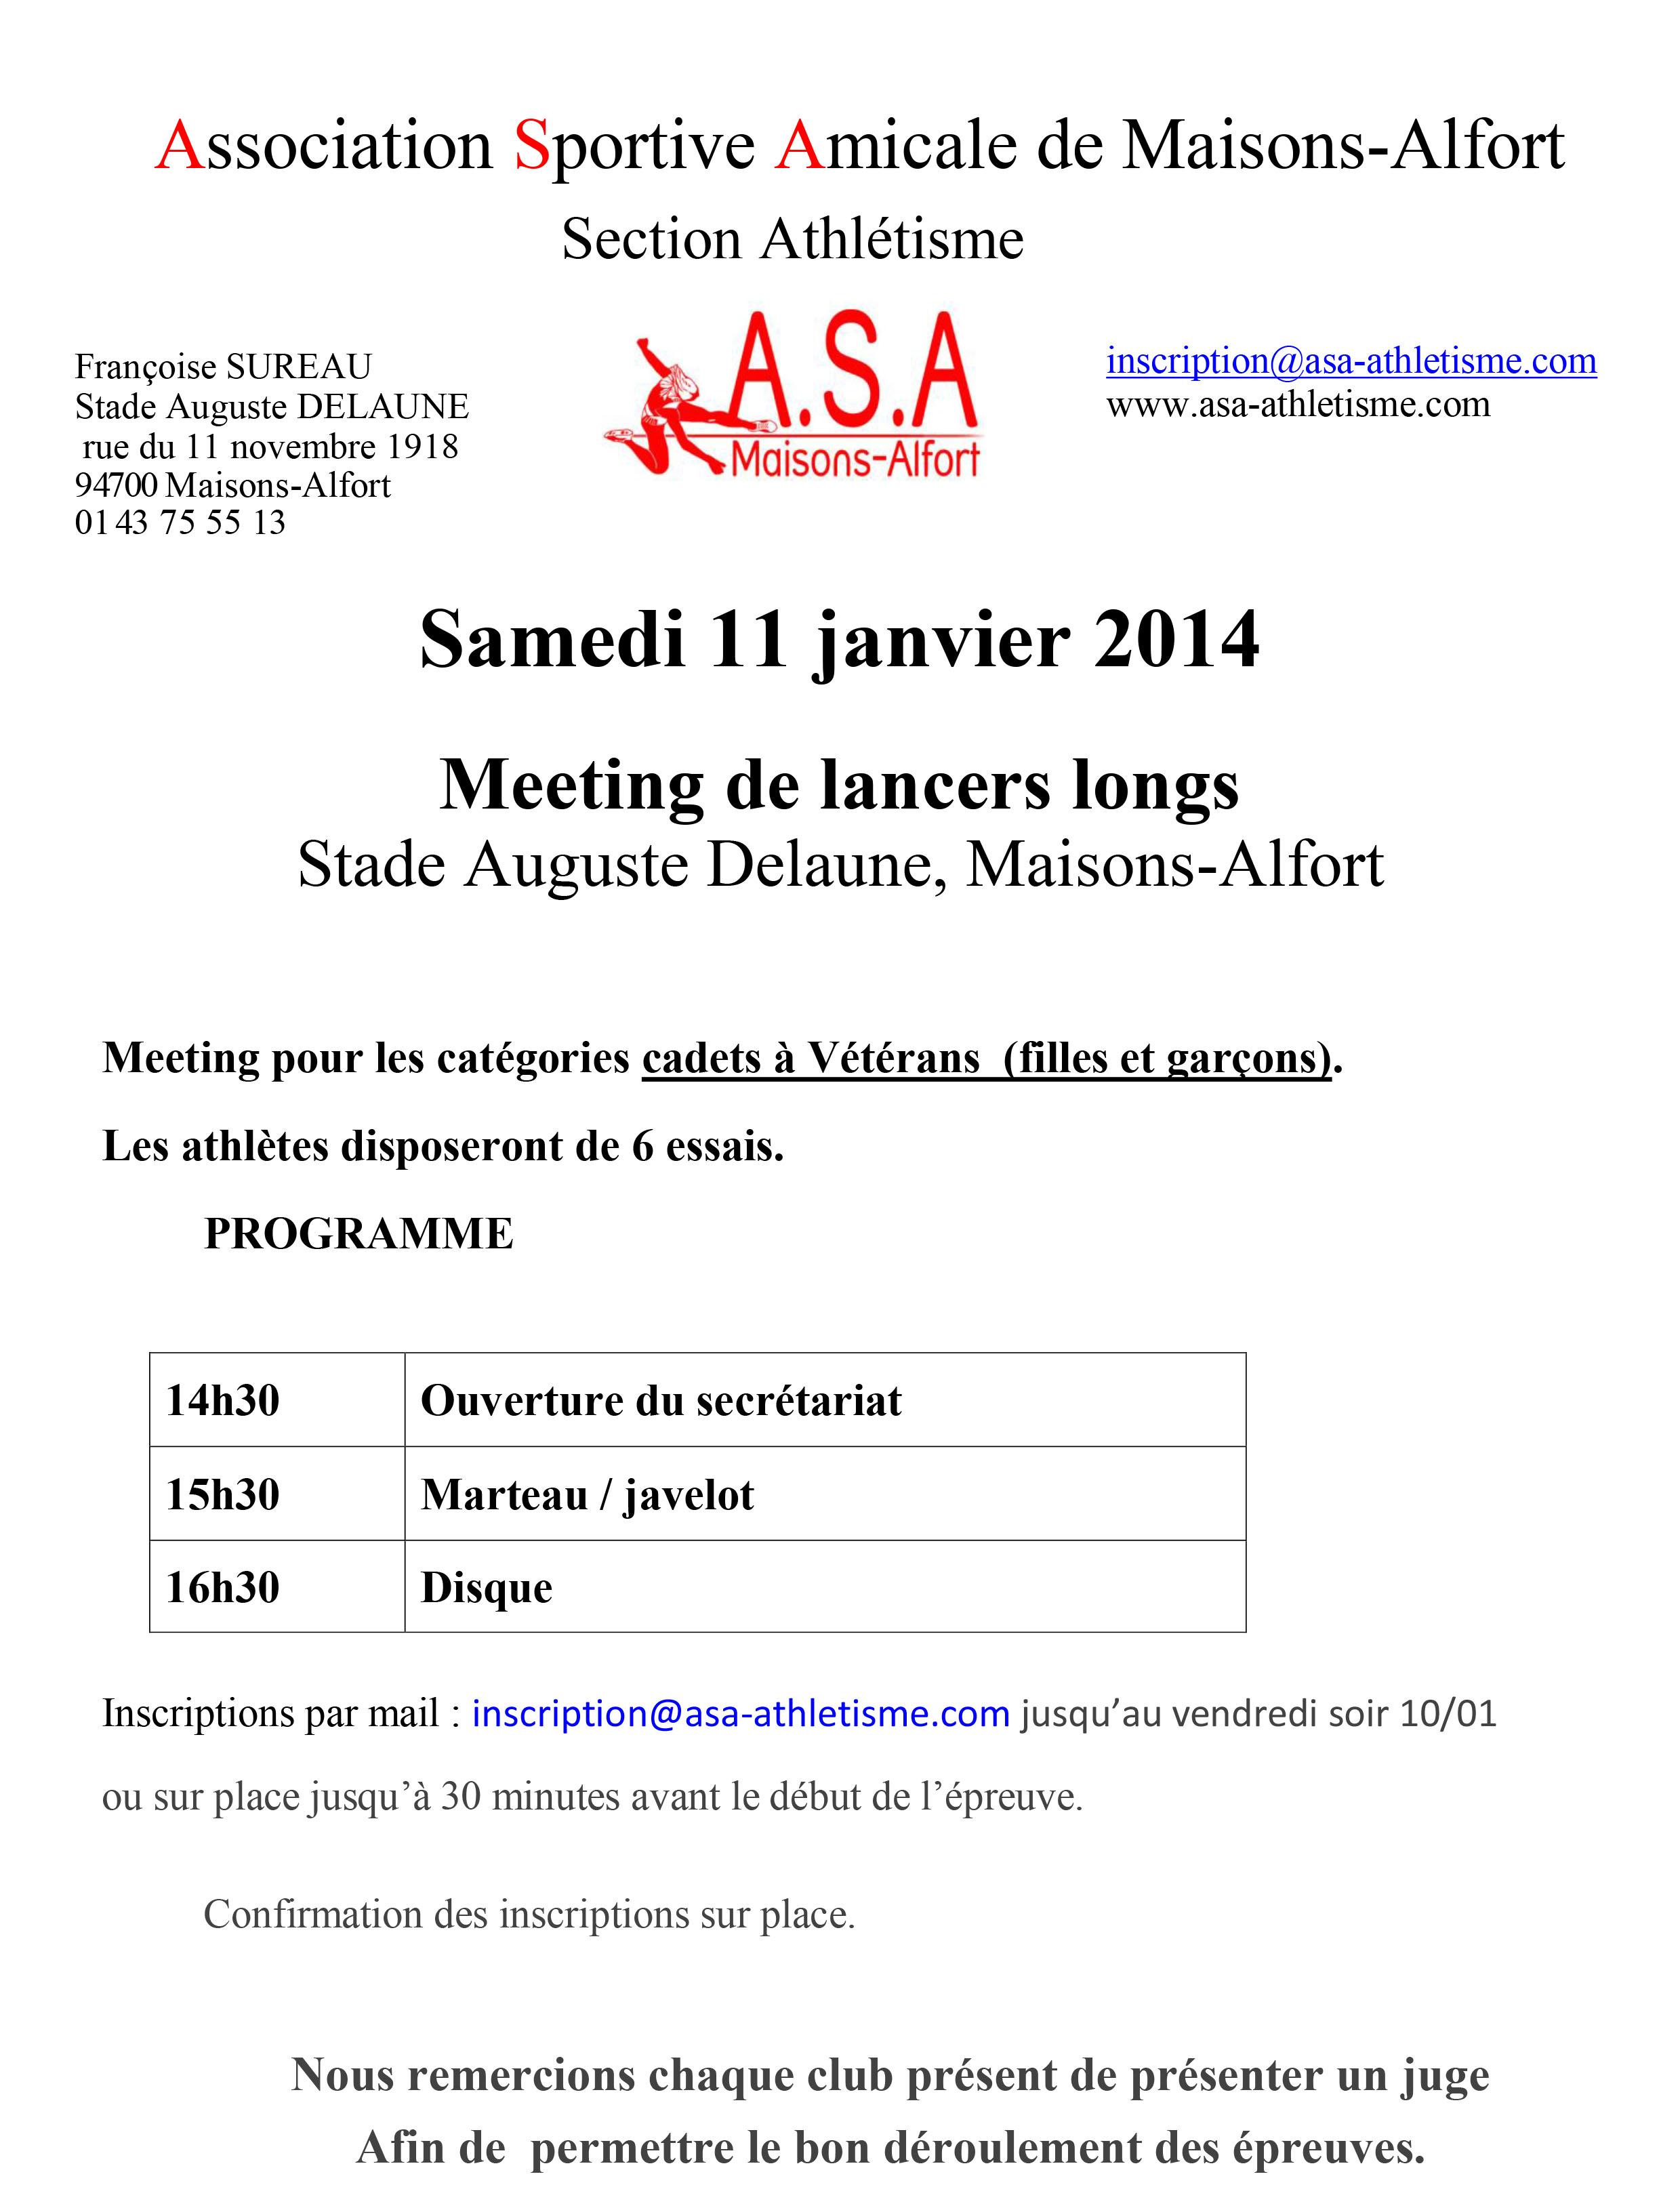 Association Sportive Amicale de Maisons-Alfort
Section Athlétisme
Françoise SUREAU
Stade Auguste DELAUNE
rue du 11 novembre 1918
94700 Maisons-Alfort
01 43 75 55 13
A.S.A
Maisons-Alfort
inscription@asa-athletisme.com
www.asa-athletisme.com
Samedi 11 janvier 2014
Meeting de lancers longs
Stade Auguste Delaune, Maisons-Alfort
Meeting pour les catégories cadets à Vétérans  (filles et garçons).
Les athlètes disposeront de 6 essais.
PROGRAMME
14h30 Ouverture du secrétariat
15h30 Marteau / javelot
16h30 Disque
Inscriptions par mail : inscription@asa-athletisme.com jusqu’au vendredi soir 10/01
ou sur place jusqu’à 30 minutes avant le début de l’épreuve.
Confirmation des inscriptions sur place.
Nous remercions chaque club présent de présenter un juge
Afin de  permettre le bon déroulement des épreuves.